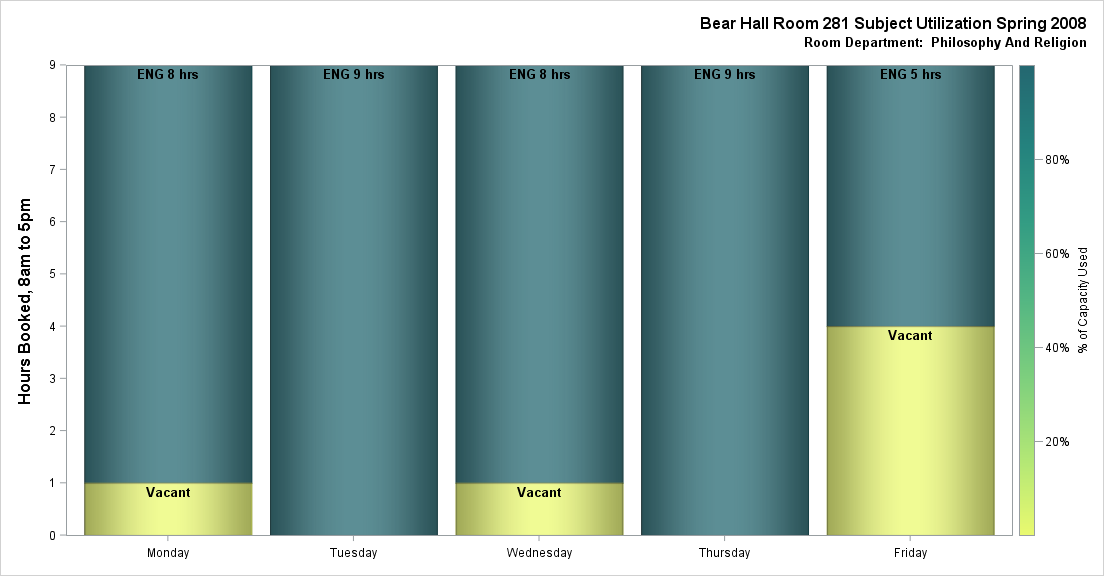 Bear Hall Room 281 Subject Utilization Spring 2008
Room Department:  Philosophy And Religion
Hours Booked, 8am to 5pm
9
8
7
6
5
4
3
2
1
0
ENG 8 hrs
Vacant
ENG 9 hrs
ENG 8 hrs
Vacant
ENG 9 hrs
ENG 5 hrs
Vacant
Monday
Tuesday
Wednesday
Thursday
Friday
80%
60%
40%
20%
% of Capacity Used